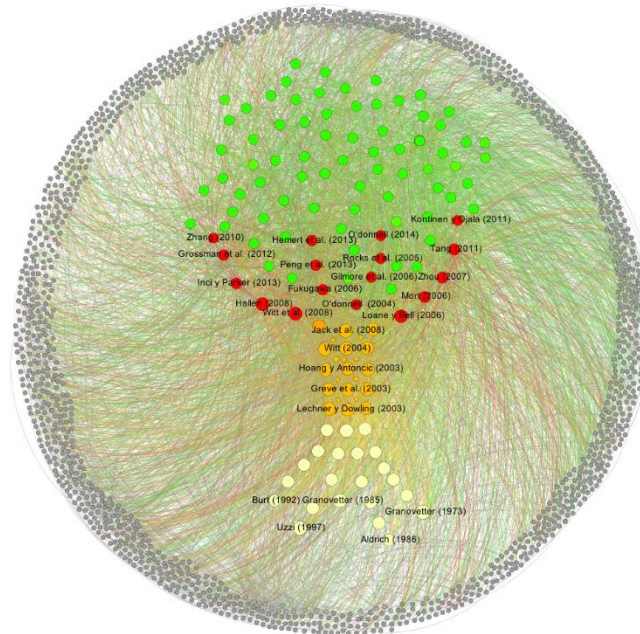 Kontinen y Ojala (2011)
Zhang (2010)
Hemert et al. (2013)
O'donnell (2014)
Grossman et al. (2012)
Tang (2011)
Rocks et al. (2005)
Peng et al. (2013)
Inci y Parker (2013)
Gilmore et al. (2006)
Zhou (2007)
Fukugawa (2006)
Mort (2006)
Hallen (2008)
O'donnell (2004)
Witt et al. (2008)
Loane y Bell (2006)
Jack et al. (2008)
Witt (2004)
Hoang y Antoncic (2003)
Greve et al. (2003)
Lechner y Dowling (2003)
Burt (1992)
Granovetter (1985)
Granovetter (1973)
Uzzi (1997)
Aldrich (1986)